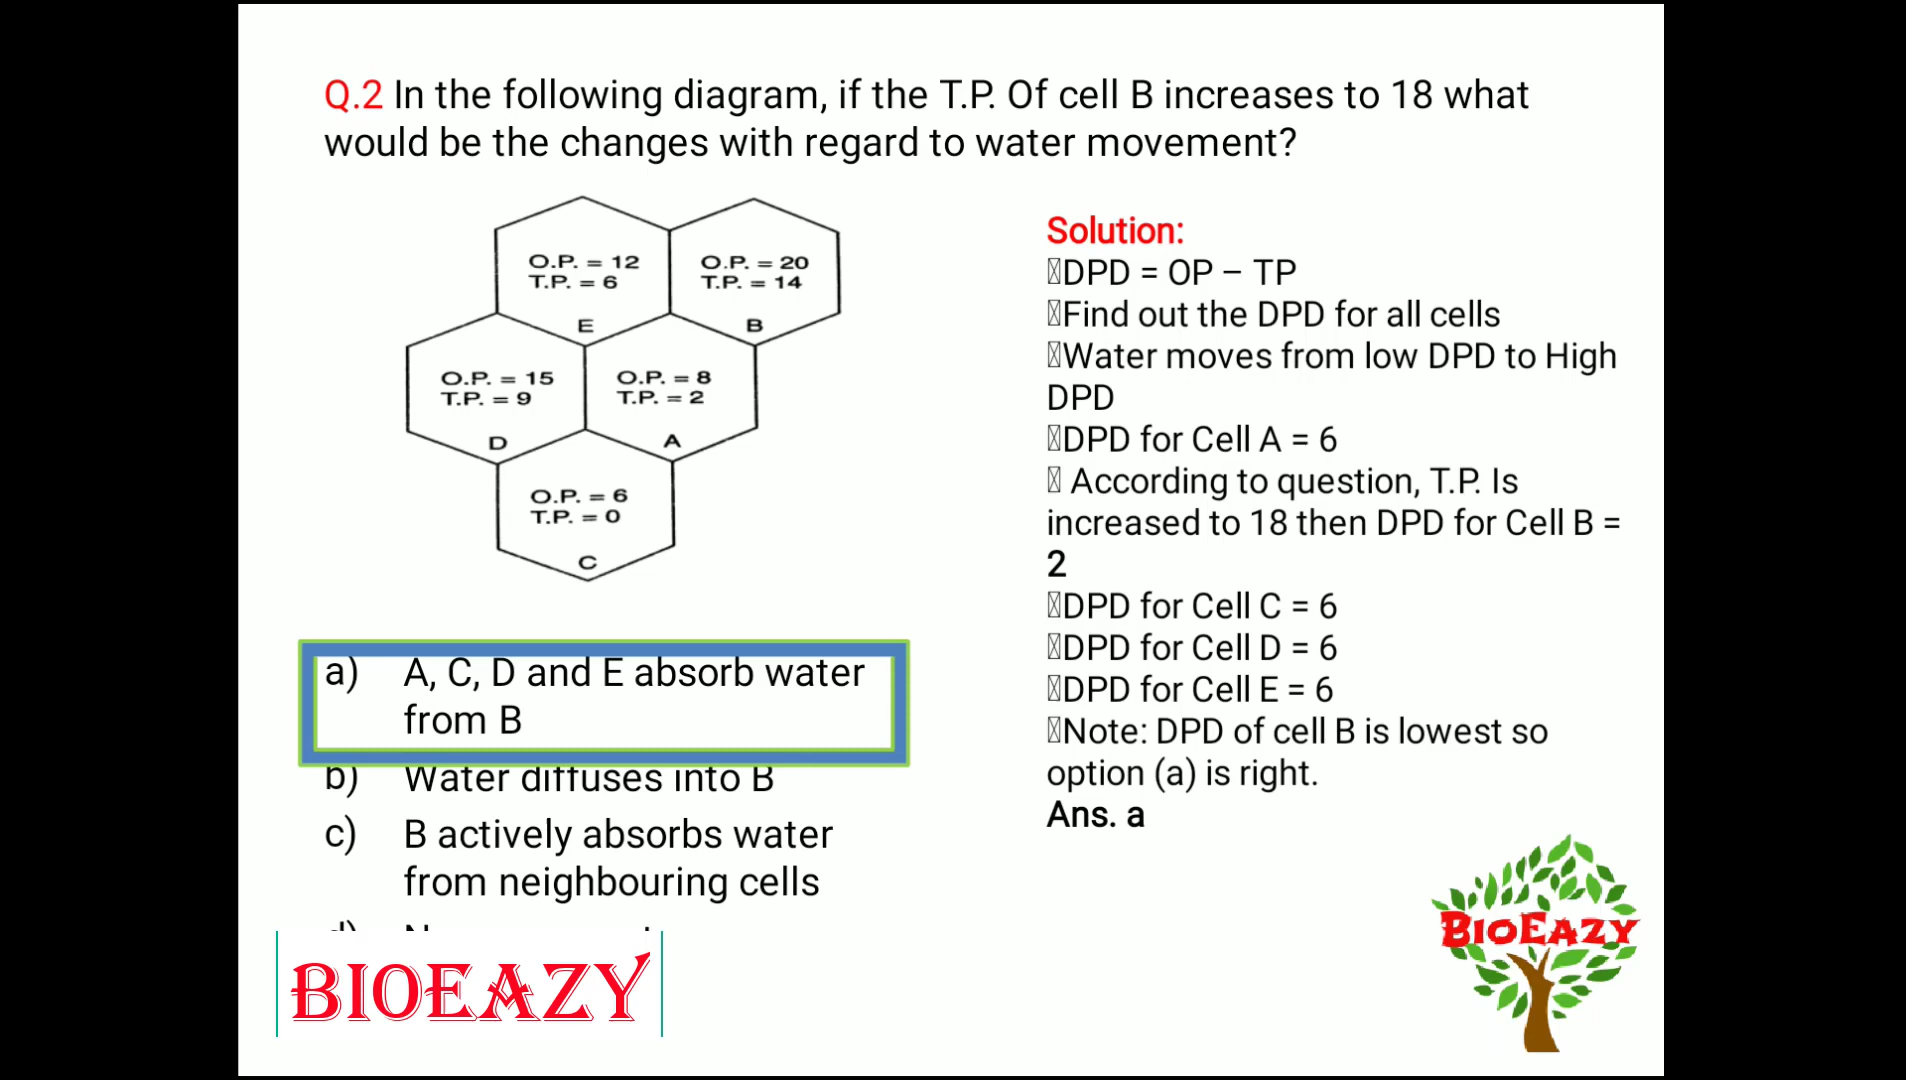 Q.2 In the following diagram, if the T.P. Of cell B increases to 18 what
would be the changes with regard to water movement?
O.P. = 12
T.P. = 6
E
O.P. = 20
T.P. = 14
B
O.P. = 15
T.P. = 9
D
O.P. = 8
T.P. = 2
A
O.P. = 6
T.P. = 0
C
a) A, C, D and E absorb water
from B
b) Water diffuses into B
c) B actively absorbs water
from neighbouring cells
Solution:
DPD = OP – TP
Find out the DPD for all cells
Water moves from low DPD to High
DPD
DPD for Cell A = 6
According to question, T.P. Is
increased to 18 then DPD for Cell B =
2
DPD for Cell C = 6
DPD for Cell D = 6
DPD for Cell E = 6
Note: DPD of cell B is lowest so
option (a) is right.
Ans. a
BIOEAZY
BIOEAZY